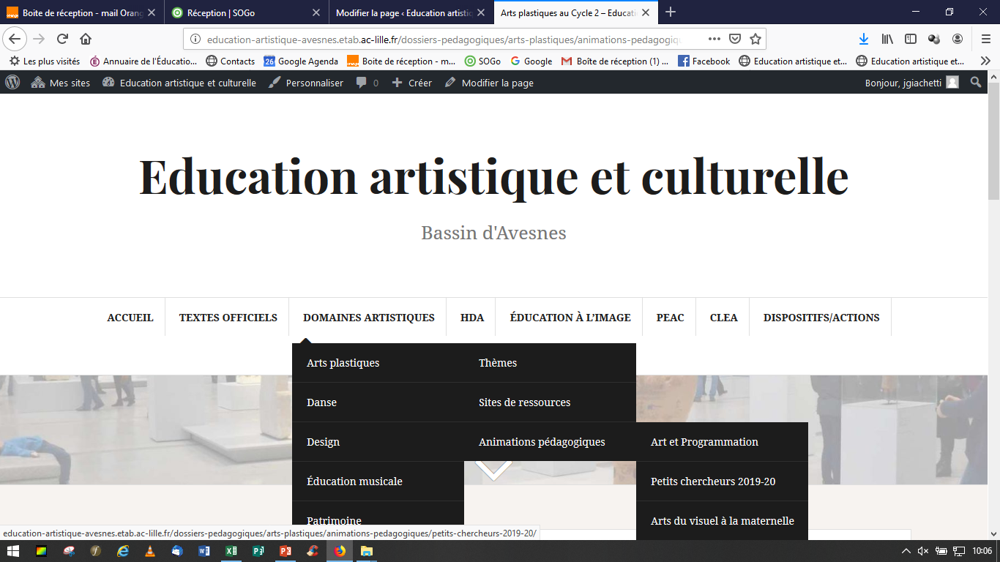 Boite de réception - mail Orang
Réception | SOGo
Modifier la page ‹ Education artistiq
Arts plastiques au Cycle 2 – Educati
education-artistique-avesnes.etab.ac-lille.fr/dossiers-pedagogiques/arts-plastiques/animations-pedagogiqu
Les plus visités
Annuaire de l'Éducatio...
Contacts
26 Google Agenda
Boite de réception - m...
SOGo
Google
Boîte de réception (1) ...
Facebook
Education artistique et...
Education artistique et...
Mes sites
Education artistique et culturelle
Personnaliser
0
Créer
Modifier la page
Bonjour, jgiachetti
Education artistique et culturelle
Bassin d'Avesnes
ACCUEIL
TEXTES OFFICIELS
DOMAINES ARTISTIQUES
HDA
ÉDUCATION À L'IMAGE
PEAC
CLEA
DISPOSITIFS/ACTIONS
Arts plastiques
Thèmes
Danse
Sites de ressources
Design
Animations pédagogiques
Art et Programmation
Éducation musicale
Petits chercheurs 2019-20
Patrimoine
Arts du visuel à la maternelle
education-artistique-avesnes.etab.ac-lille.fr/dossiers-pedagogiques/arts-plastiques/animations-pedagogiques/petits-chercheurs-2019-20/
10:06